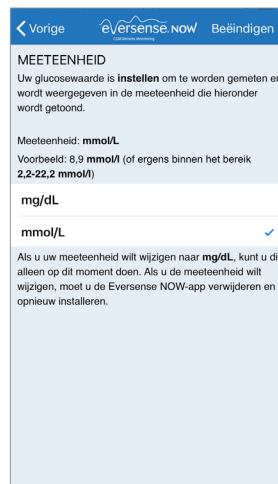 Vorige eversense. NOW Beëindigen
CGM Remote Monitoring
MEETEENHEID
Uw glucosewaarde is instellen om te worden gemeten en
wordt weergegeven in de meeteenheid die hieronder
wordt getoond.
Meeteenheid: mmol/L
Voorbeeld: 8,9 mmol/l (of ergens binnen het bereik
2,2-22,2 mmol/l)
mg/dL
mmol/L
Als u uw meeteenheid wilt wijzigen naar mg/dL, kunt u di
alleen op dit moment doen. Als u de meeteenheid wilt
wijzigen, moet u de Eversense NOW-app verwijderen en
opnieuw installeren.